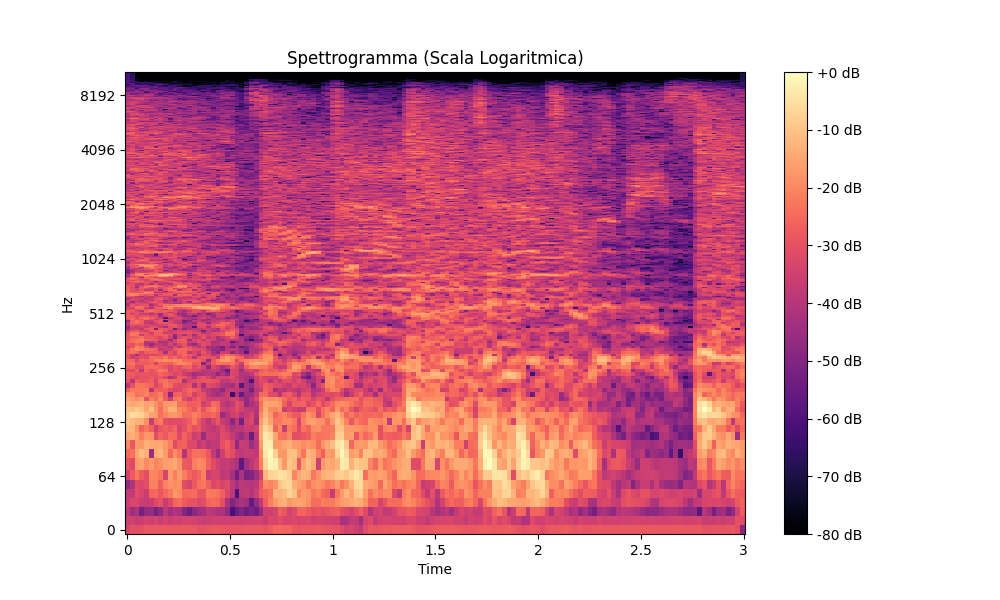 Spettrogramma (Scala Logaritmica)
Hz
8192
4096
2048
1024
512
256
128
64
0
0 0.5 1 1.5 2 2.5 3
Time
+0 dB
-10 dB
-20 dB
-30 dB
-40 dB
-50 dB
-60 dB
-70 dB
-80 dB